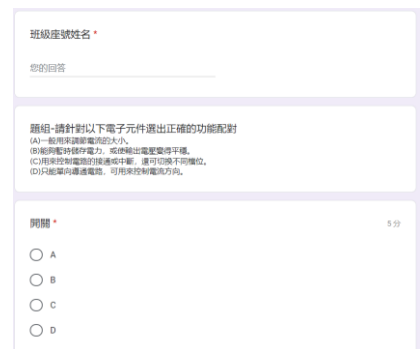 班級座號姓名 *
您的回答
題組-請針對以下電子元件選出正確的功能配對
(A)一般用來調節電流的大小。
(B)能夠暫時儲存電力，或使輸出電壓變得平穩。
(C)用來控制電路的接通或中斷，還可切換不同檔位。
(D)只能單向導通電路，可用來控制電流方向。
開關 *
5 分
A
B
C
D